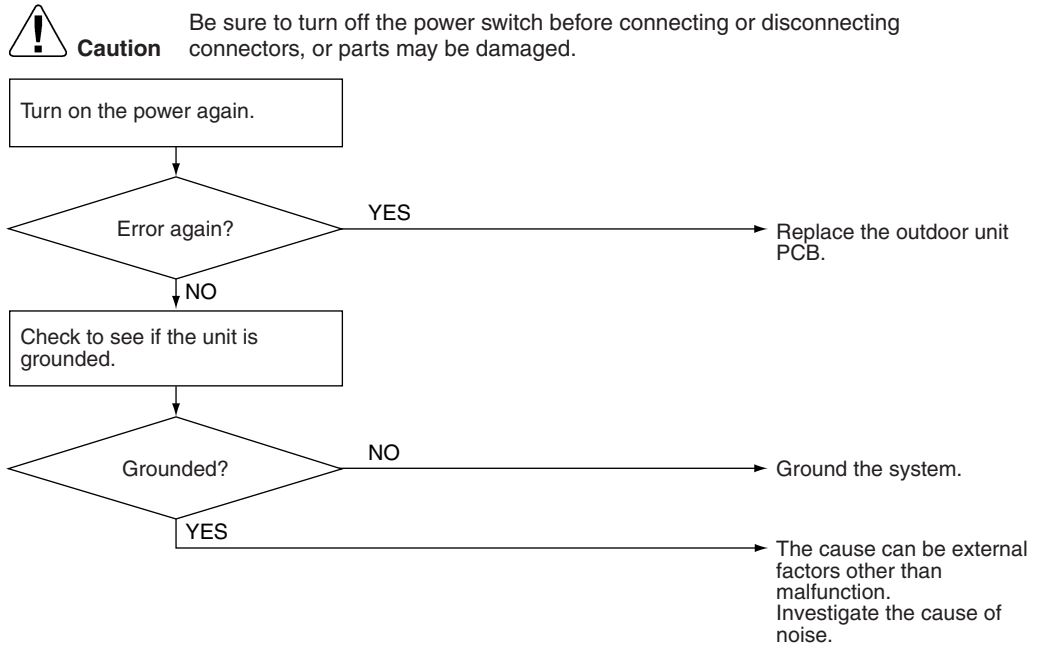 Be sure to turn off the power switch before connecting or disconnecting
Caution connectors, or parts may be damaged.
Turn on the power again.
Error again?
YES
Replace the outdoor unit
PCB.
NO
Check to see if the unit is
grounded.
Grounded?
NO
Ground the system.
YES
The cause can be external
factors other than
malfunction.
Investigate the cause of
noise.